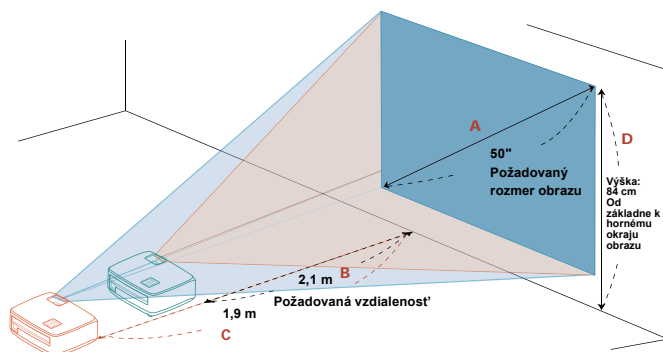 A
D
50"
Požadovaný
rozmer obrazu
Výška:
84 cm
Od
základne k
hornému
okraju
obrazu
B
2,1 m
Požadovaná vzdialenosť
1,9 m
C